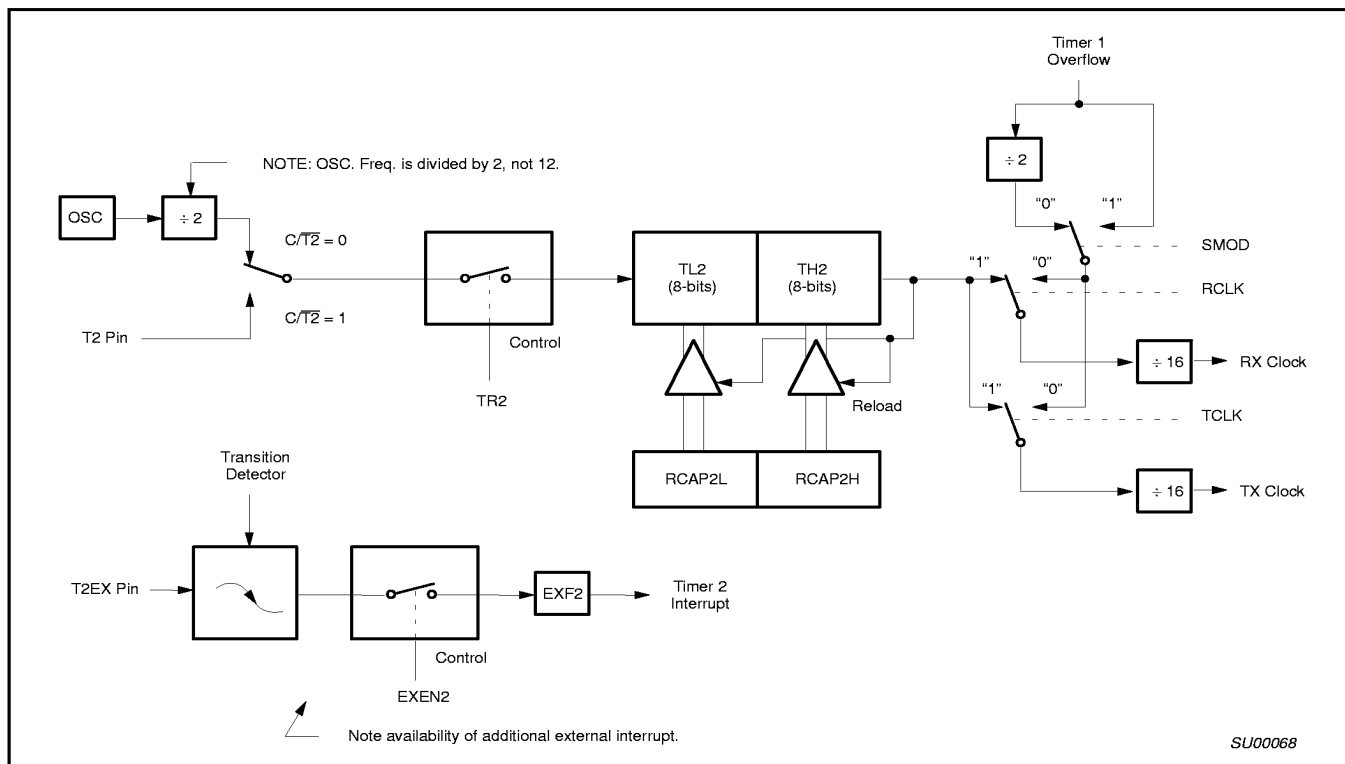 Timer 1
Overflow
÷ 2
NOTE: OSC. Freq. is divided by 2, not 12.
OSC
÷ 2
"0"
"1"
C/T2 = 0
SMOD
TL2
(8-bits)
TH2
(8-bits)
"1"
"0"
RCLK
C/T2 = 1
T2 Pin
Control
÷ 16
RX Clock
TR2
Reload
"1"
"0"
TCLK
Transition
Detector
RCAP2L
RCAP2H
÷ 16
TX Clock
T2EX Pin
EXF2
Timer 2
Interrupt
Control
EXEN2
Note availability of additional external interrupt.
SU00068